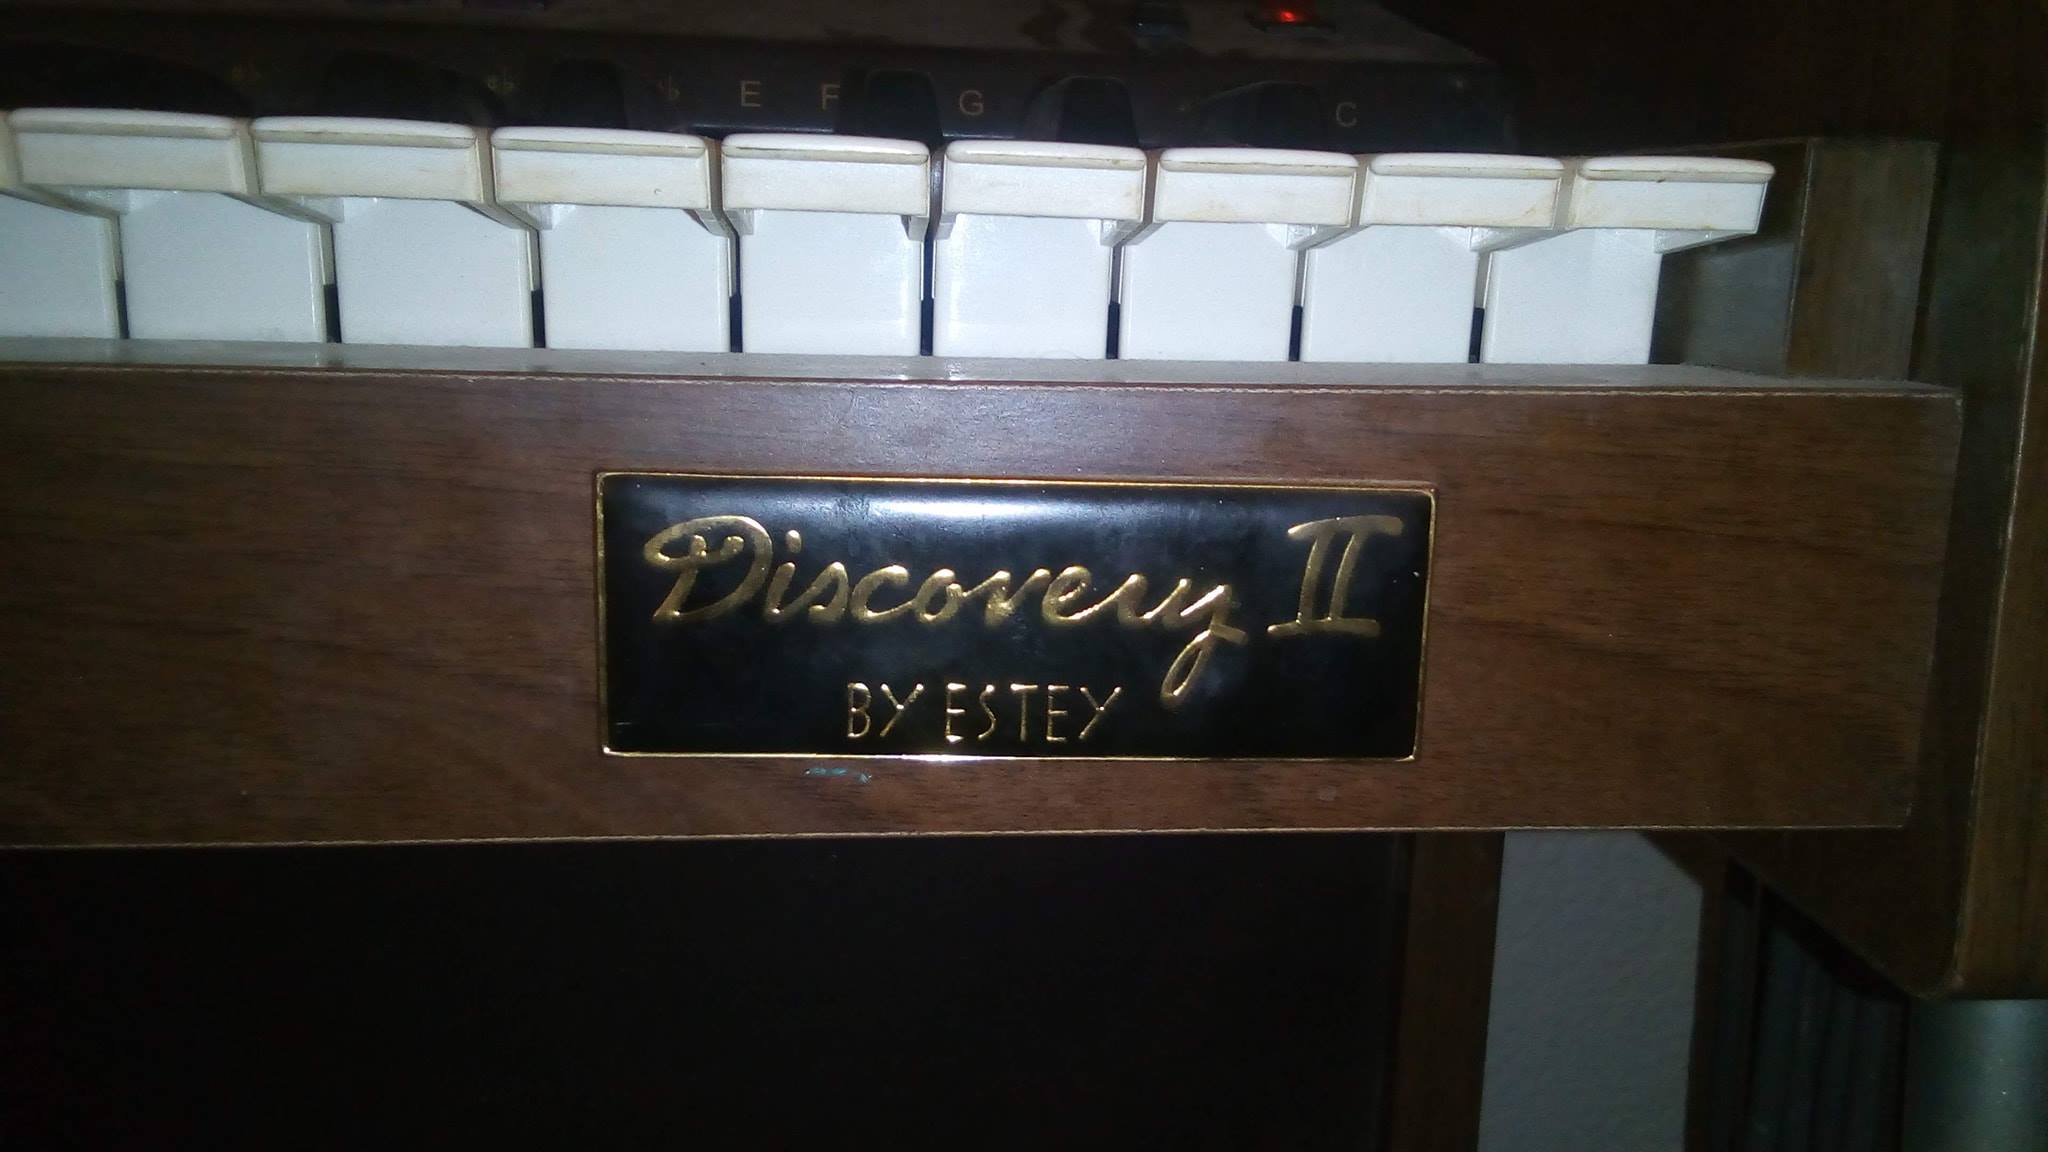 E F G C
Discovery II
BY ESTEY